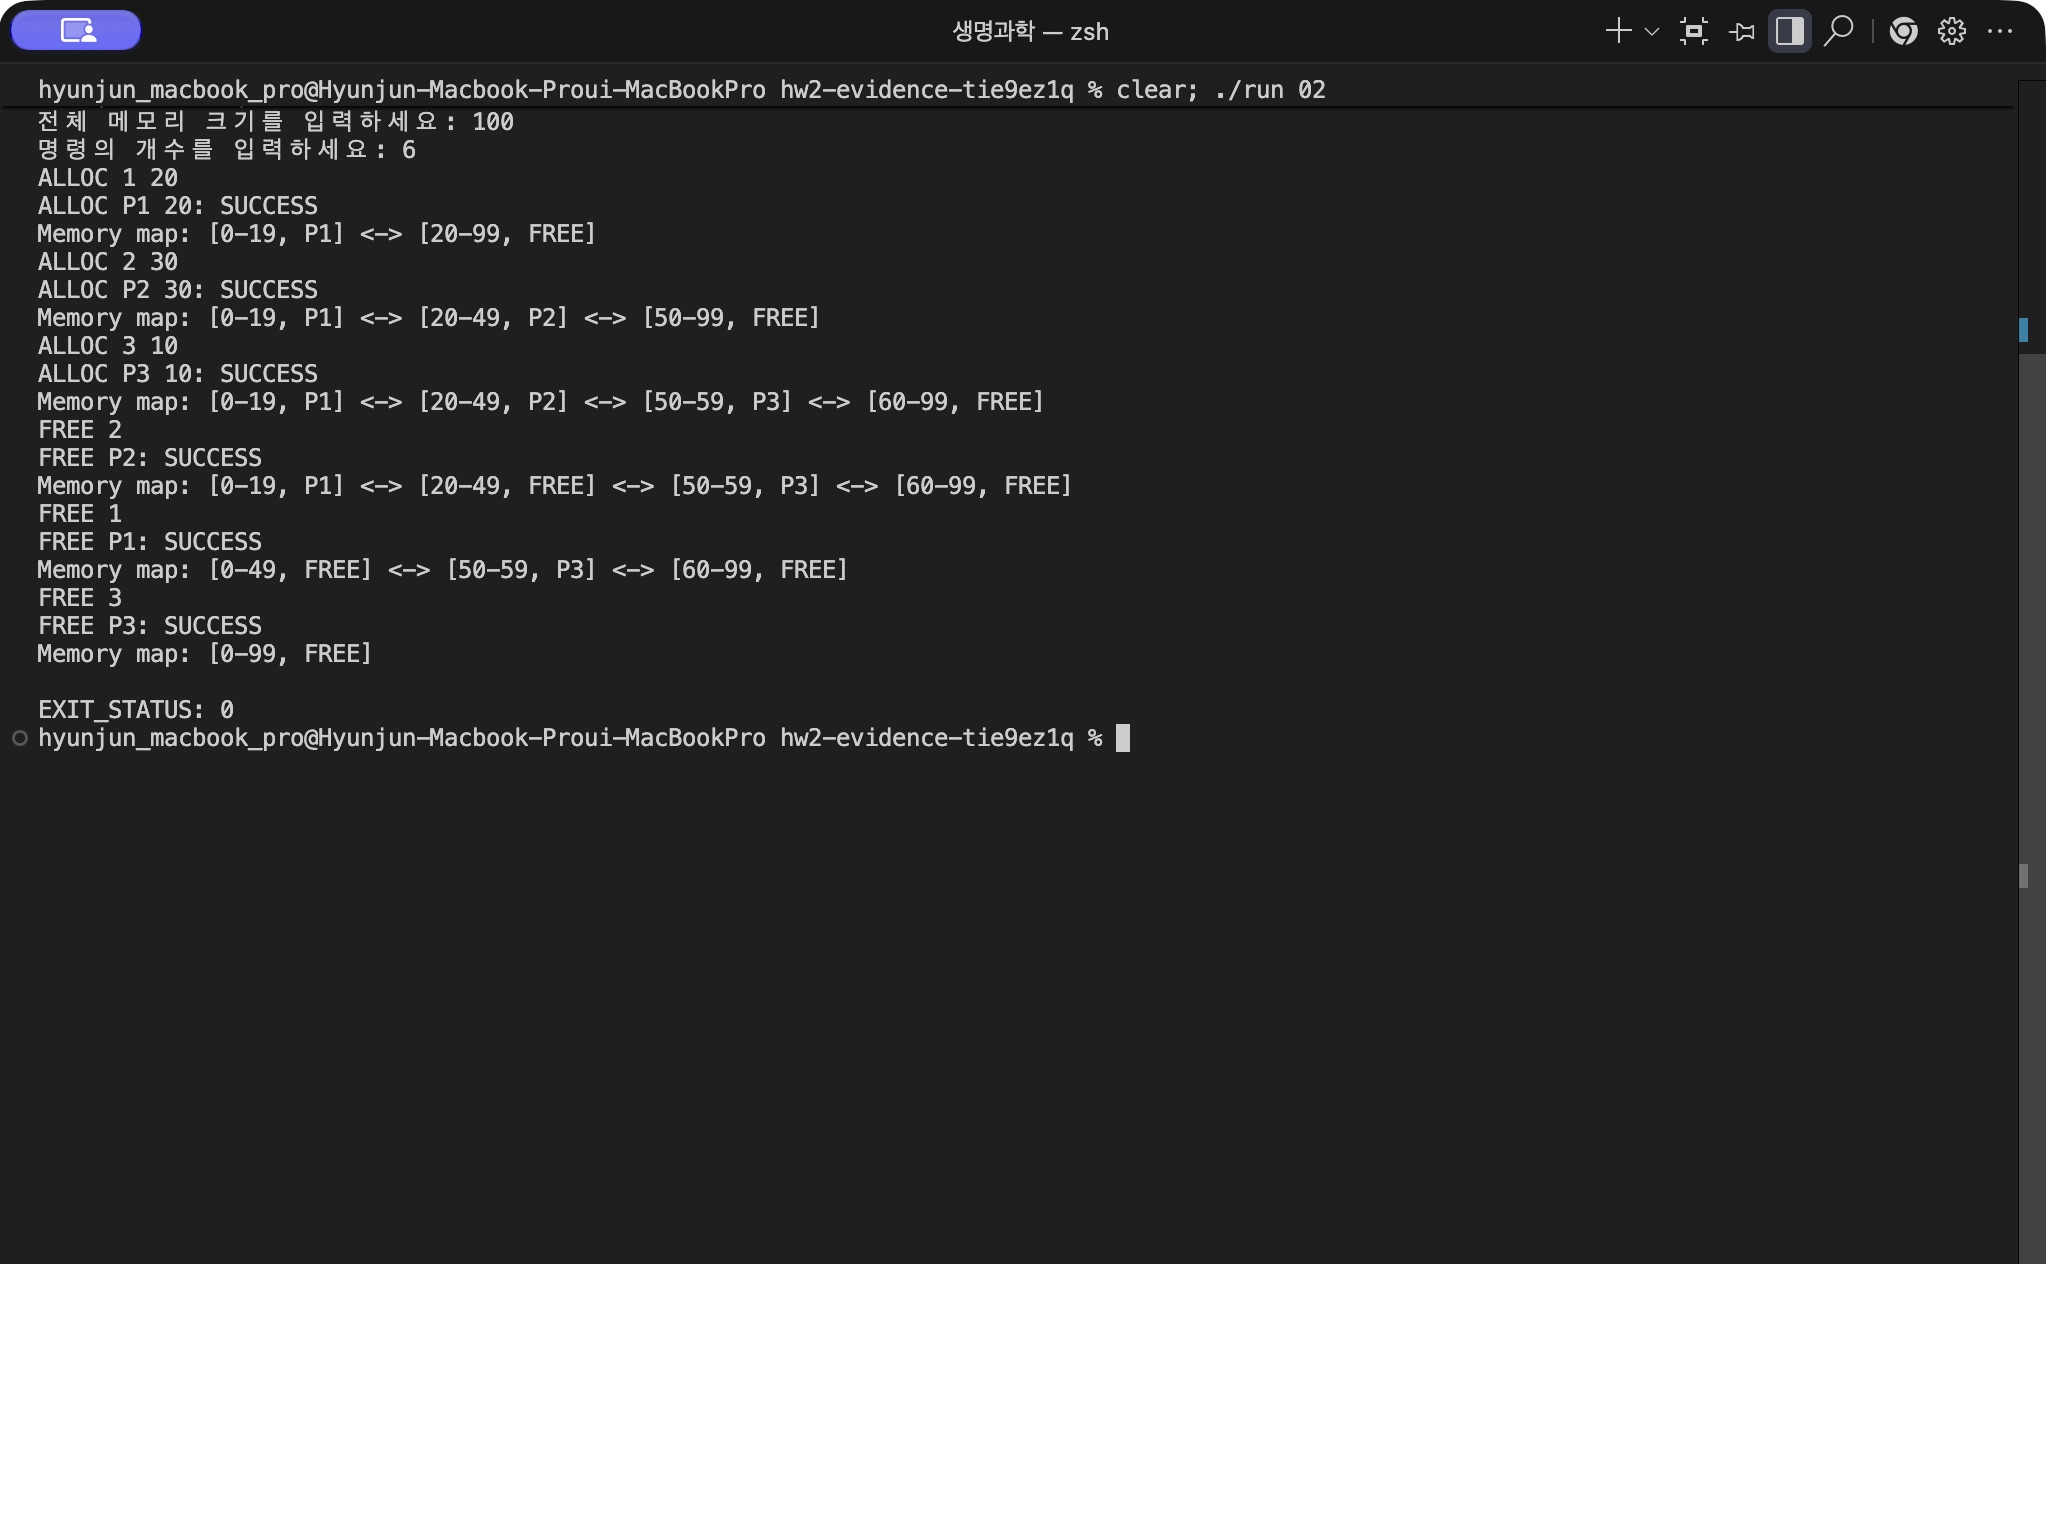 생명과학 — zsh
hyunjun_macbook_pro@Hyunjun-Macbook-Proui-MacBookPro hw2-evidence-tie9ez1q % clear; ./run 02
전체 메모리 크기를 입력하세요: 100
명령의 개수를 입력하세요: 6
ALLOC 1 20
ALLOC P1 20: SUCCESS
Memory map: [0-19, P1] <-> [20-99, FREE]
ALLOC 2 30
ALLOC P2 30: SUCCESS
Memory map: [0-19, P1] <-> [20-49, P2] <-> [50-99, FREE]
ALLOC 3 10
ALLOC P3 10: SUCCESS
Memory map: [0-19, P1] <-> [20-49, P2] <-> [50-59, P3] <-> [60-99, FREE]
FREE 2
FREE P2: SUCCESS
Memory map: [0-19, P1] <-> [20-49, FREE] <-> [50-59, P3] <-> [60-99, FREE]
FREE 1
FREE P1: SUCCESS
Memory map: [0-49, FREE] <-> [50-59, P3] <-> [60-99, FREE]
FREE 3
FREE P3: SUCCESS
Memory map: [0-99, FREE]
EXIT_STATUS: 0
hyunjun_macbook_pro@Hyunjun-Macbook-Proui-MacBookPro hw2-evidence-tie9ez1q %